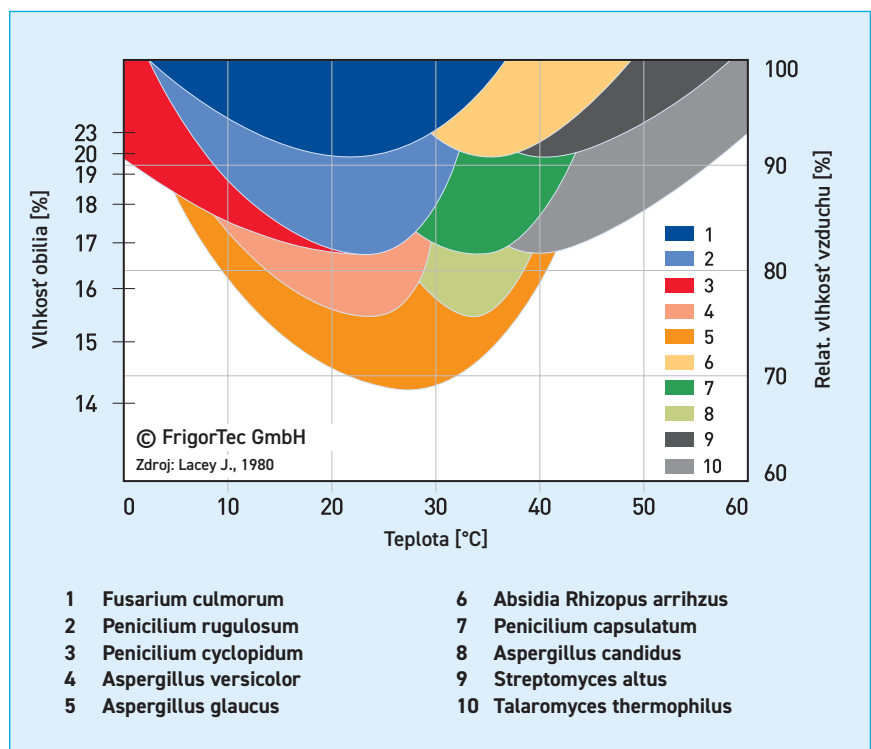 Vlhkosť obilia [%]
23
20
19
18
17
16
15
14
100
90
80
70
60
Relat. vlhkosť vzduchu [%]
1
2
3
4
5
6
7
8
9
10
© FrigorTec GmbH
Zdroj: Lacey J., 1980
0 10 20 30 40 50 60
Teplota [°C]
1 Fusarium culmorum
2 Penicilium rugulosum
3 Penicilium cyclopidum
4 Aspergillus versicolor
5 Aspergillus glaucus
6 Absidia Rhizopus arrihzus
7 Penicilium capsulatum
8 Aspergillus candidus
9 Streptomyces altus
10 Talaromyces thermophilus